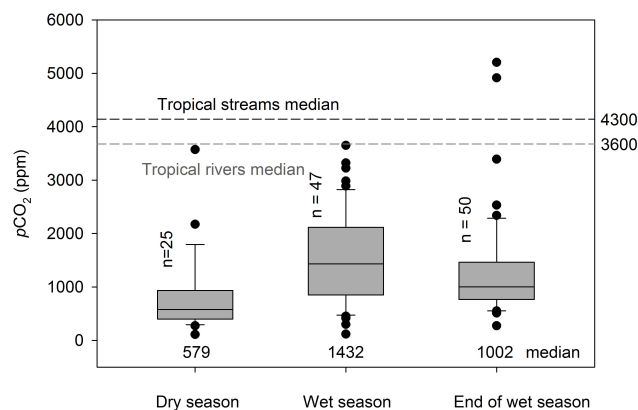 6000
5000
4000
3000
2000
1000
0
pCO2 (ppm)
Tropical streams median
4300
3600
Tropical rivers median
n=25
n = 47
n = 50
579
1432
1002 median
Dry season
Wet season
End of wet season